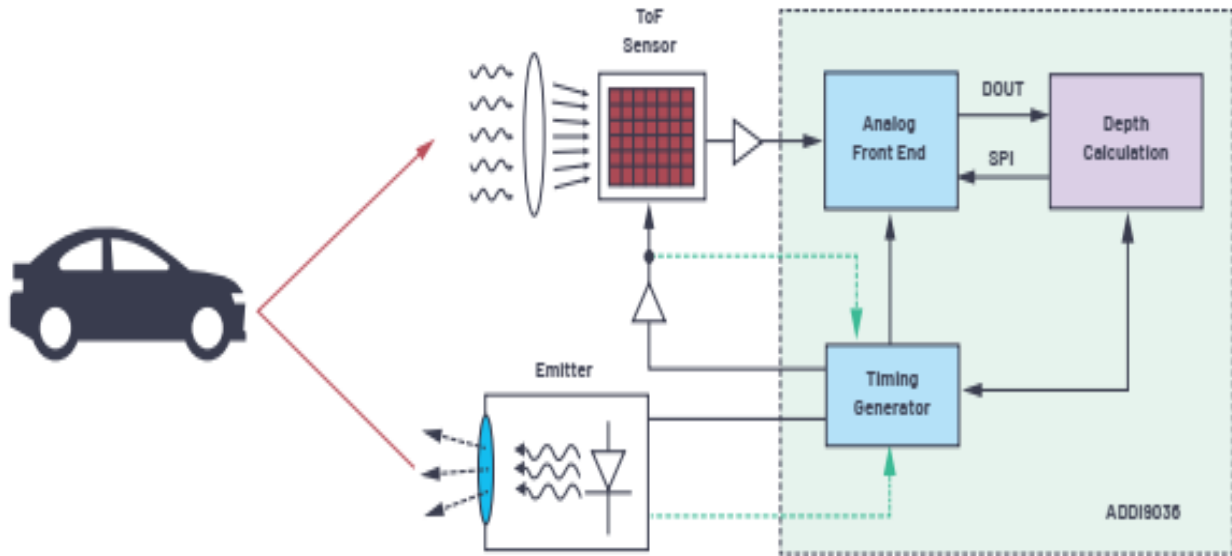 ToF
Sensor
DOUT
Analog
Front End
Depth
Calculation
SPI
Emitter
Timing
Generator
ADDI9036